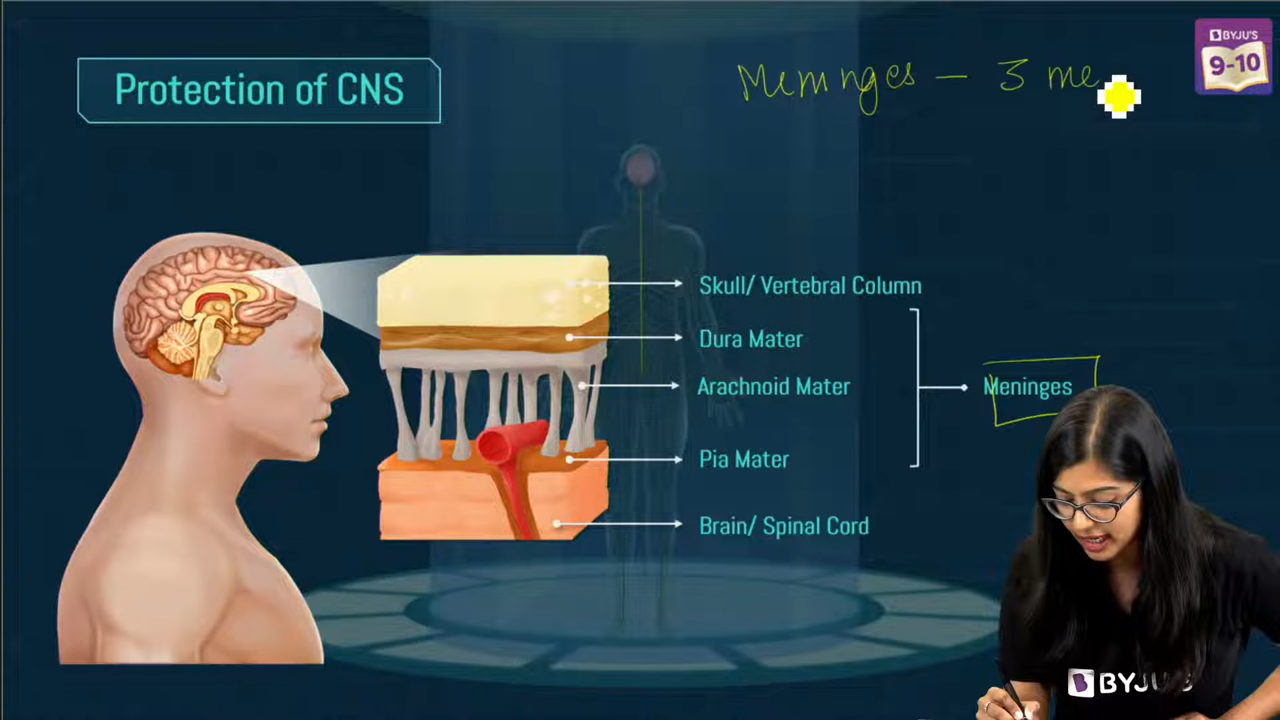 Protection of CNS
Meninges – 3 me
BYJU'S
9-10
Skull/ Vertebral Column
Dura Mater
Arachnoid Mater
Meninges
Pia Mater
Brain/ Spinal Cord
BYJU'S